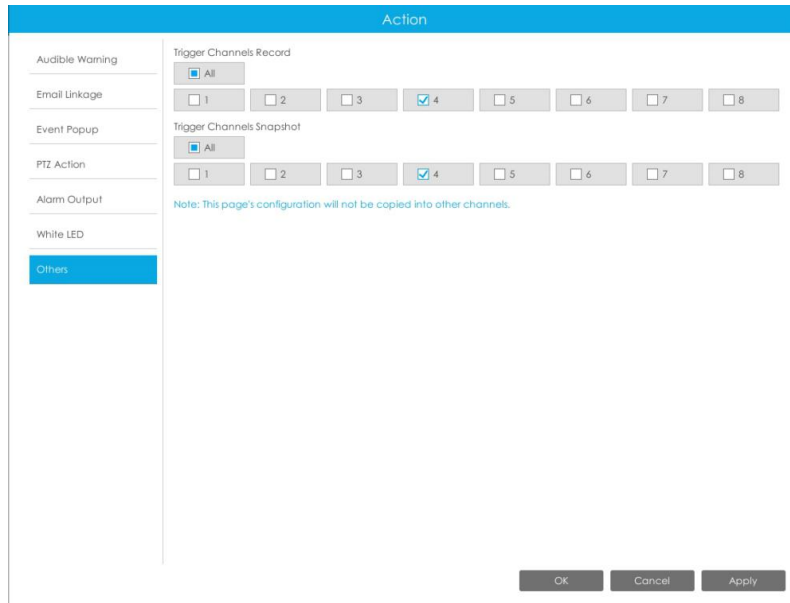 Action
Audible Warning
Email Linkage
Event Popup
PTZ Action
Alarm Output
White LED
Others
Trigger Channels Record
All
1 2 3 4 5 6 7 8
Trigger Channels Snapshot
All
1 2 3 4 5 6 7 8
Note: This page's configuration will not be copied into other channels.
OK Cancel Apply